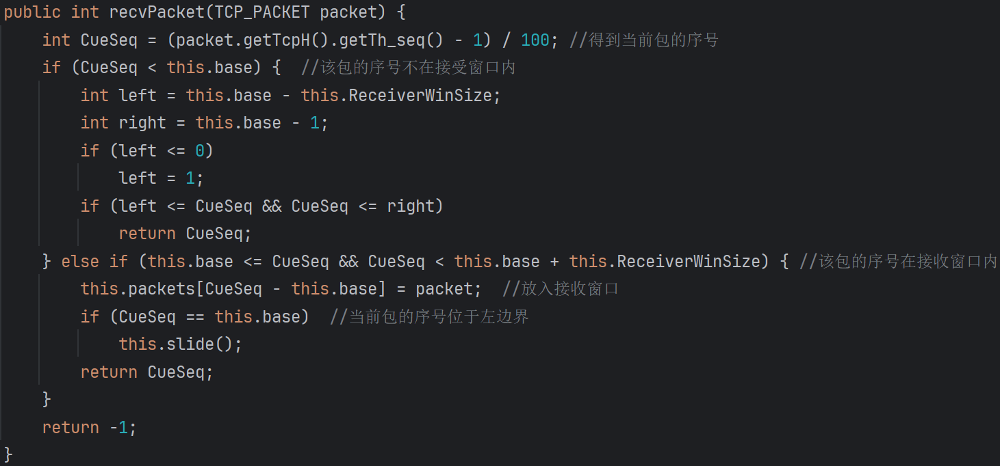 public int recvPacket(TCP_PACKET packet) {
    int CueSeq = (packet.getTcpH().getTh_seq() - 1) / 100; //得到当前包的序号
    if (CueSeq < this.base) {  //该包的序号不在接受窗口内
        int left = this.base - this.ReceiverWinSize;
        int right = this.base - 1;
        if (left <= 0)
            left = 1;
        if (left <= CueSeq && CueSeq <= right)
            return CueSeq;
    } else if (this.base <= CueSeq && CueSeq < this.base + this.ReceiverWinSize) { //该包的序号在接收窗口内
        this.packets[CueSeq - this.base] = packet;  //放入接收窗口
        if (CueSeq == this.base)  //当前包的序号位于左边界
            this.slide();
        return CueSeq;
    }
    return -1;
}